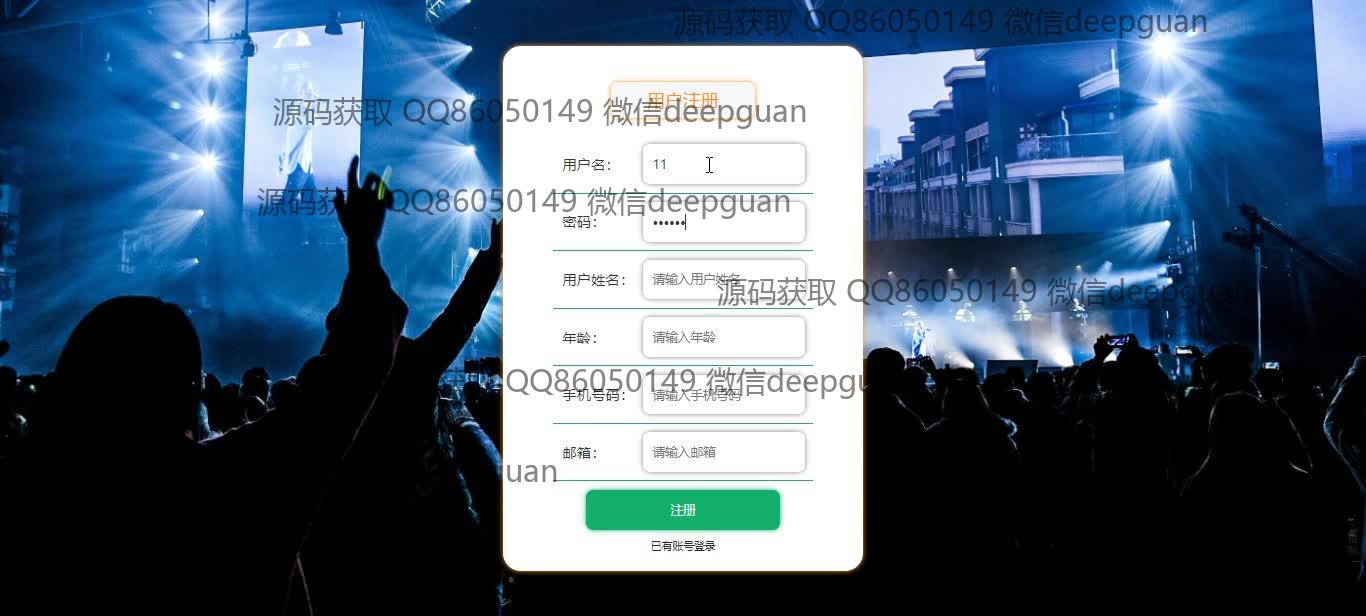 源码获取 QQ86050149 微信deepguan
用户注册
源码获取 QQ86050149 微信deepguan
用户名：
11
源码获取 QQ86050149 微信deepguan
密码：
••••••
用户姓名：
请输入用户姓名
源码获取 QQ86050149 微信deepguan
年龄：
请输入年龄
QQ86050149 微信deepgu
手机号码：
请输入手机号码
邮箱：
请输入邮箱
guan
注册
已有账号登录